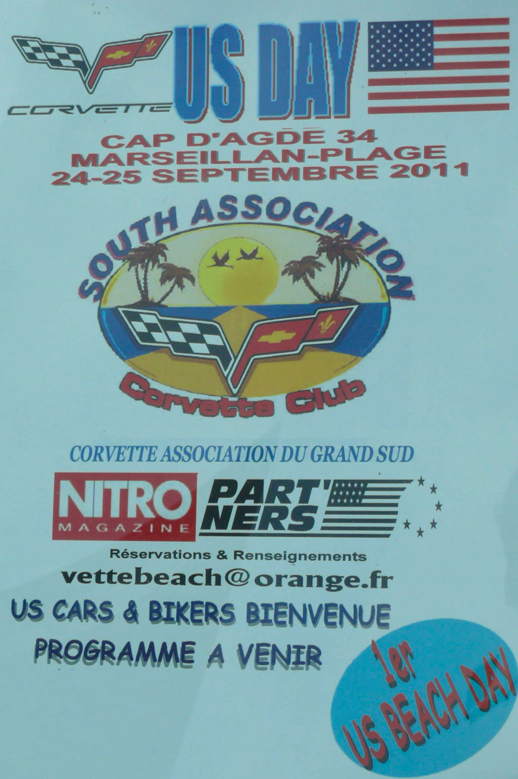 CORVETTE
US DAY
CAP D'AGDE 34
MARSEILLAN-PLAGE
24-25 SEPTEMBRE 2011
SOUTH ASSOCIATION
Corvette Club
CORVETTE ASSOCIATION DU GRAND SUD
NITRO
MAGAZINE
PART'
NERS
Réservations & Renseignements
vettebeach@orange.fr
US CARS & BIKERS BIENVENUE
PROGRAMME A VENIR
1er
US BEACH DAY